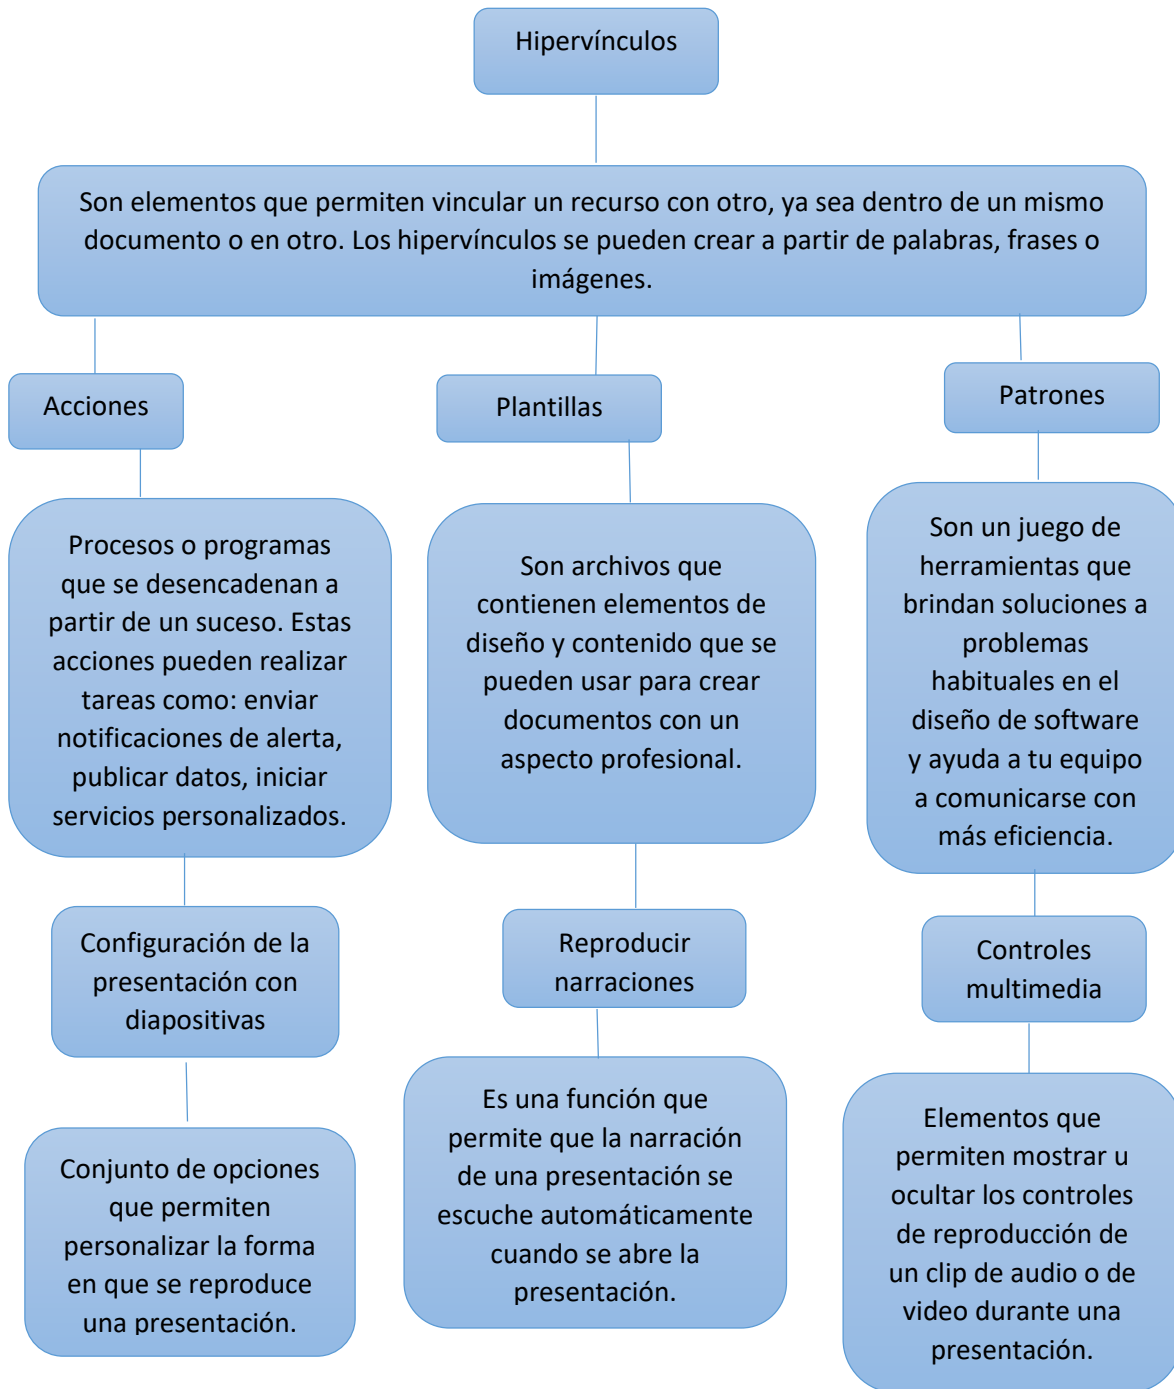 Hipervínculos
Son elementos que permiten vincular un recurso con otro, ya sea dentro de un mismo
documento o en otro. Los hipervínculos se pueden crear a partir de palabras, frases o
imágenes.
Acciones
Plantillas
Patrones
Procesos o programas
que se desencadenan a
partir de un suceso. Estas
acciones pueden realizar
tareas como: enviar
notificaciones de alerta,
publicar datos, iniciar
servicios personalizados.
Son archivos que
contienen elementos de
diseño y contenido que se
pueden usar para crear
documentos con un
aspecto profesional.
Son un juego de
herramientas que
brindan soluciones a
problemas
habituales en el
diseño de software
y ayuda a tu equipo
a comunicarse con
más eficiencia.
Configuración de la
presentación con
diapositivas
Reproducir
narraciones
Controles
multimedia
Conjunto de opciones
que permiten
personalizar la forma
en que se reproduce
una presentación.
Es una función que
permite que la narración
de una presentación se
escuche automáticamente
cuando se abre la
presentación.
Elementos que
permiten mostrar u
ocultar los controles
de reproducción de
un clip de audio o de
video durante una
presentación.